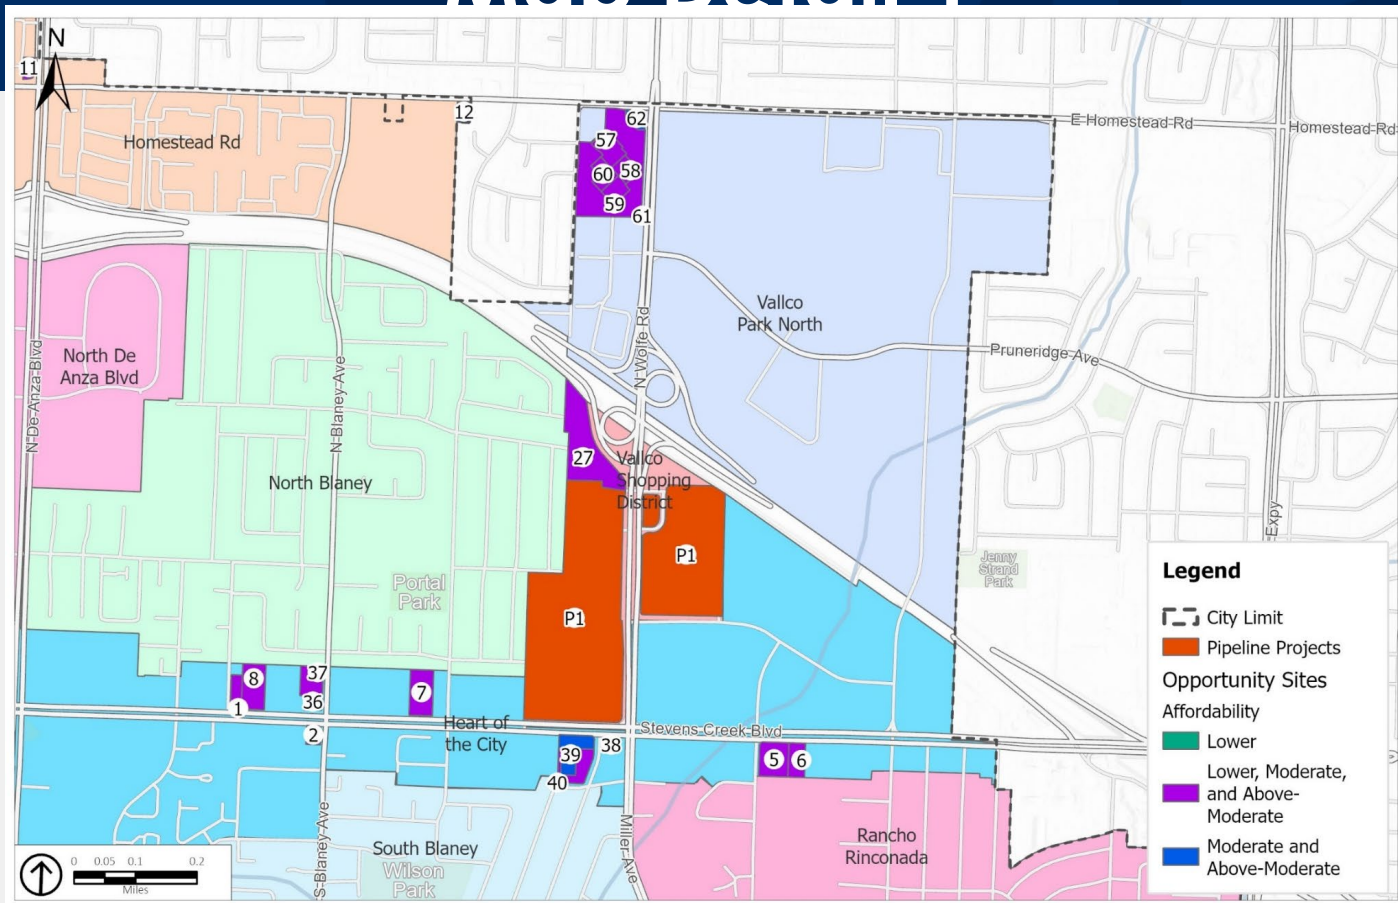 N
11
12
Homestead Rd
E Homestead Rd
Homestead Rd
62
57
58
60
59
61
Vallco
Park North
N Wolfe Rd
Pruneridge Ave
North De
Anza Blvd
N De Anza Blvd
N Blaney Ave
North Blaney
27
Vallco
Shopping
District
Expy
P1
P1
Portal
Park
Jenny
Strand
Park
37
8
7
36
1
2
Heart of
the City
Stevens Creek Blvd
38
39
40
5
6
South Blaney
Wilson
Park
S Blaney Ave
Miller Ave
Rancho
Rinconada
0 0.05 0.1 0.2
Miles
Legend
City Limit
Pipeline Projects
Opportunity Sites
Affordability
Lower
Lower, Moderate,
and Above-
Moderate
Moderate and
Above-Moderate